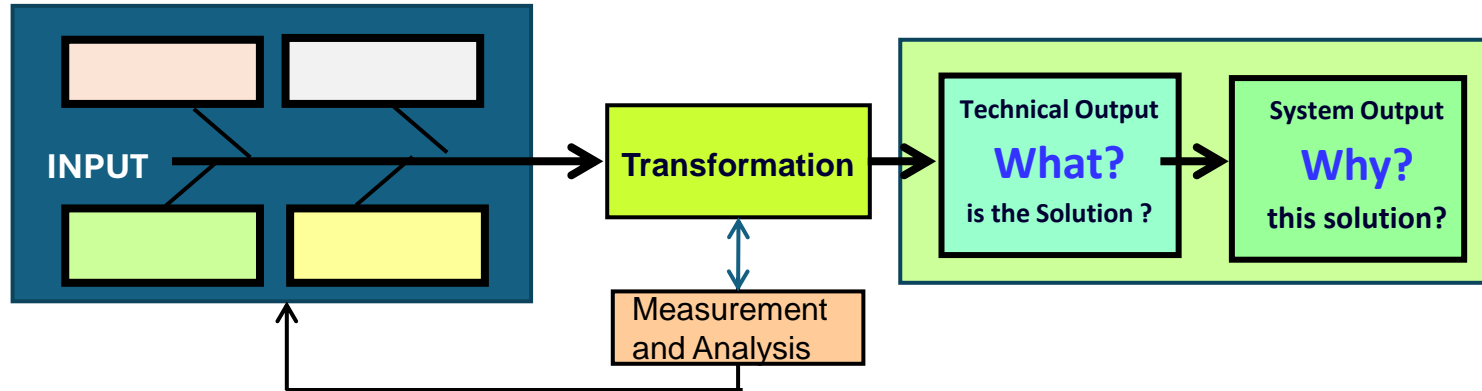 INPUT
Transformation
Measurement
and Analysis
Technical Output
What?
is the Solution ?
System Output
Why?
this solution?